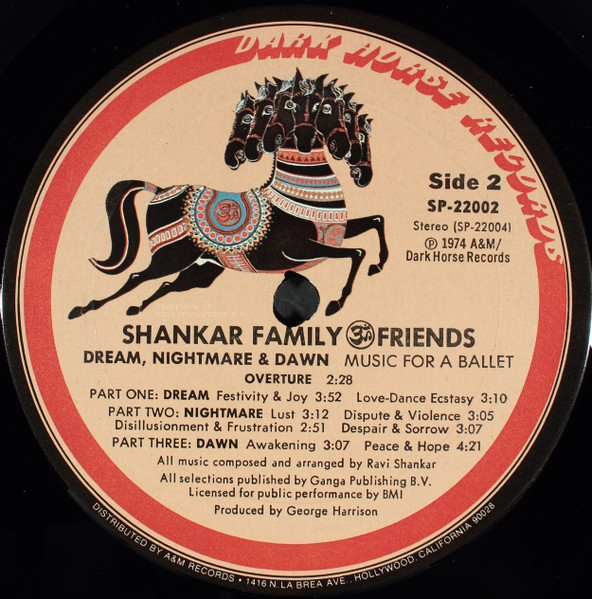 DARK HORSE RECORDS
Side 2
SP-22002
Stereo (SP-22004)
Ⓟ 1974 A&M/
Dark Horse Records
SHANKAR FAMILY ॐ FRIENDS
DREAM, NIGHTMARE & DAWN MUSIC FOR A BALLET
OVERTURE 2:28
PART ONE: DREAM Festivity & Joy 3:52 Love-Dance Ecstasy 3:10
PART TWO: NIGHTMARE Lust 3:12 Dispute & Violence 3:05
Disillusionment & Frustration 2:51 Despair & Sorrow 3:07
PART THREE: DAWN Awakening 3:07 Peace & Hope 4:21
All music composed and arranged by Ravi Shankar
All selections published by Ganga Publishing B.V.
Licensed for public performance by BMI
Produced by George Harrison
DISTRIBUTED BY A&M RECORDS • 1416 N. LA BREA AVE., HOLLYWOOD, CALIFORNIA 90028